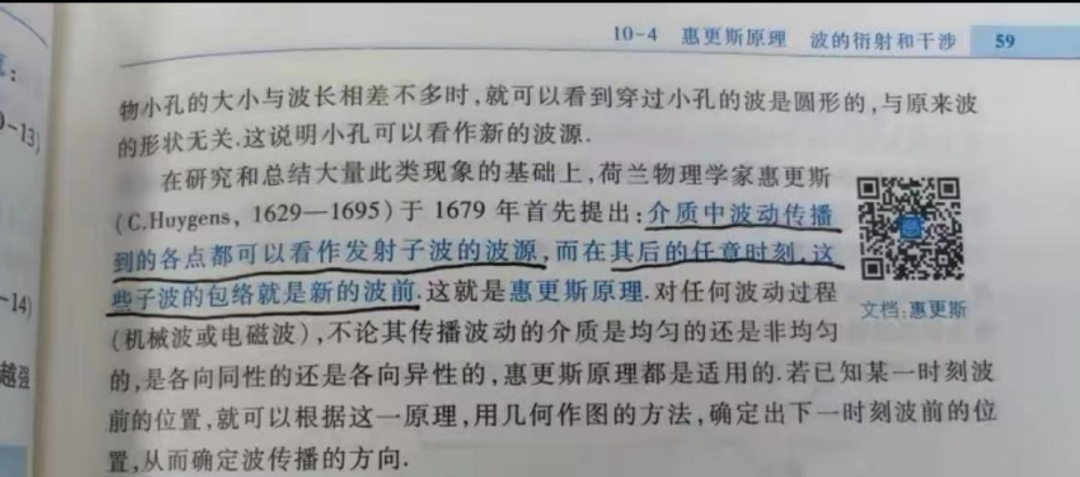 10-4 惠更斯原理 波的衍射和干涉 59
物小孔的大小与波长相差不多时,就可以看到穿过小孔的波是圆形的,与原来波
的形状无关.这说明小孔可以看作新的波源.
在研究和总结大量此类现象的基础上,荷兰物理学家惠更斯
(C.Huygens, 1629—1695)于 1679 年首先提出:介质中波动传播
到的各点都可以看作发射子波的波源,而在其后的任意时刻,这
些子波的包络就是新的波前.这就是惠更斯原理.对任何波动过程
(机械波或电磁波),不论其传播波动的介质是均匀的还是非均匀
的,是各向同性的还是各向异性的,惠更斯原理都是适用的.若已知某一时刻波
前的位置,就可以根据这一原理,用几何作图的方法,确定出下一时刻波前的位
置,从而确定波传播的方向.
文档:惠更斯
-13)
-14)
越强